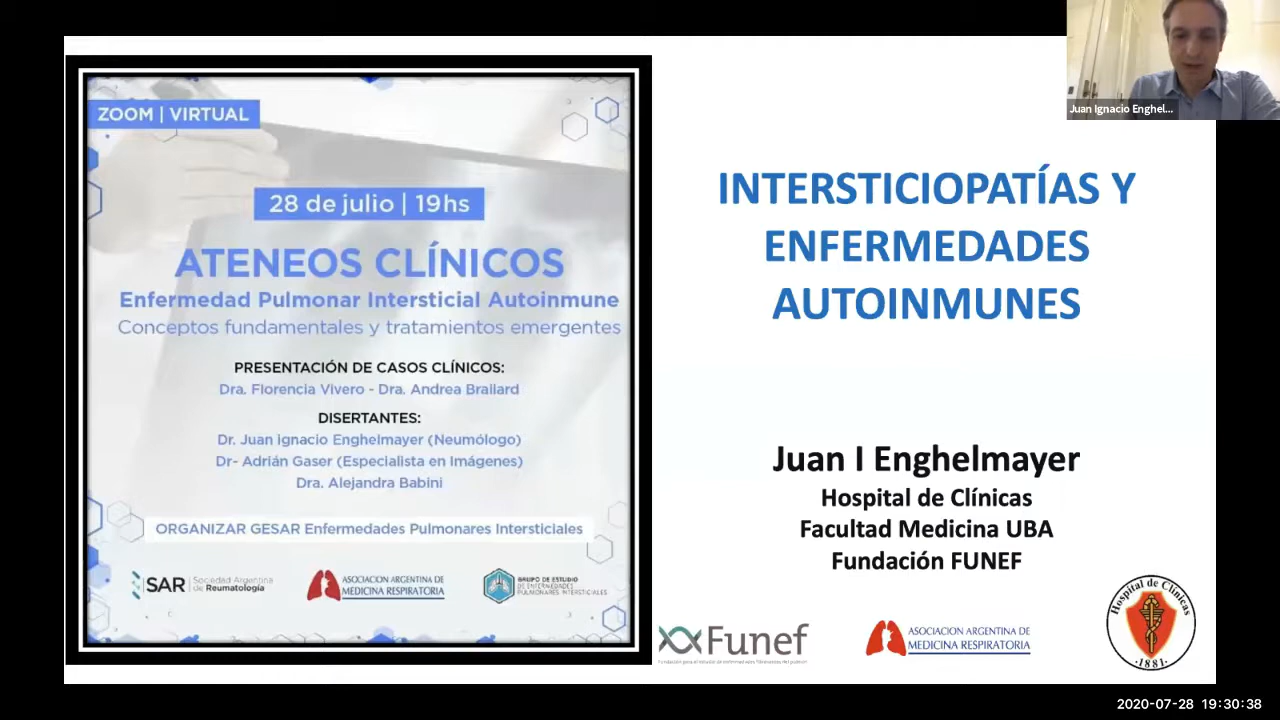 Juan Ignacio Enghel...
ZOOM | VIRTUAL
28 de julio | 19hs
ATENEOS CLÍNICOS
Enfermedad Pulmonar Intersticial Autoinmune
Conceptos fundamentales y tratamientos emergentes
PRESENTACIÓN DE CASOS CLÍNICOS:
Dra. Florencia Vivero - Dra. Andrea Brailard
DISERTANTES:
Dr. Juan Ignacio Enghelmayer (Neumólogo)
Dr- Adrián Gaser (Especialista en Imágenes)
Dra. Alejandra Babini
ORGANIZAR GESAR Enfermedades Pulmonares Intersticiales
SAR Sociedad Argentina
de Reumatología
ASOCIACION ARGENTINA DE
MEDICINA RESPIRATORIA
GRUPO DE ESTUDIO
DE ENFERMEDADES
PULMONARES INTERSTICIALES
INTERSTICIOPATÍAS Y
ENFERMEDADES
AUTOINMUNES
Juan I Enghelmayer
Hospital de Clínicas
Facultad Medicina UBA
Fundación FUNEF
Funef
ASOCIACION ARGENTINA DE
MEDICINA RESPIRATORIA
Hospital de Clínicas
·1881·
2020-07-28 19:30:38